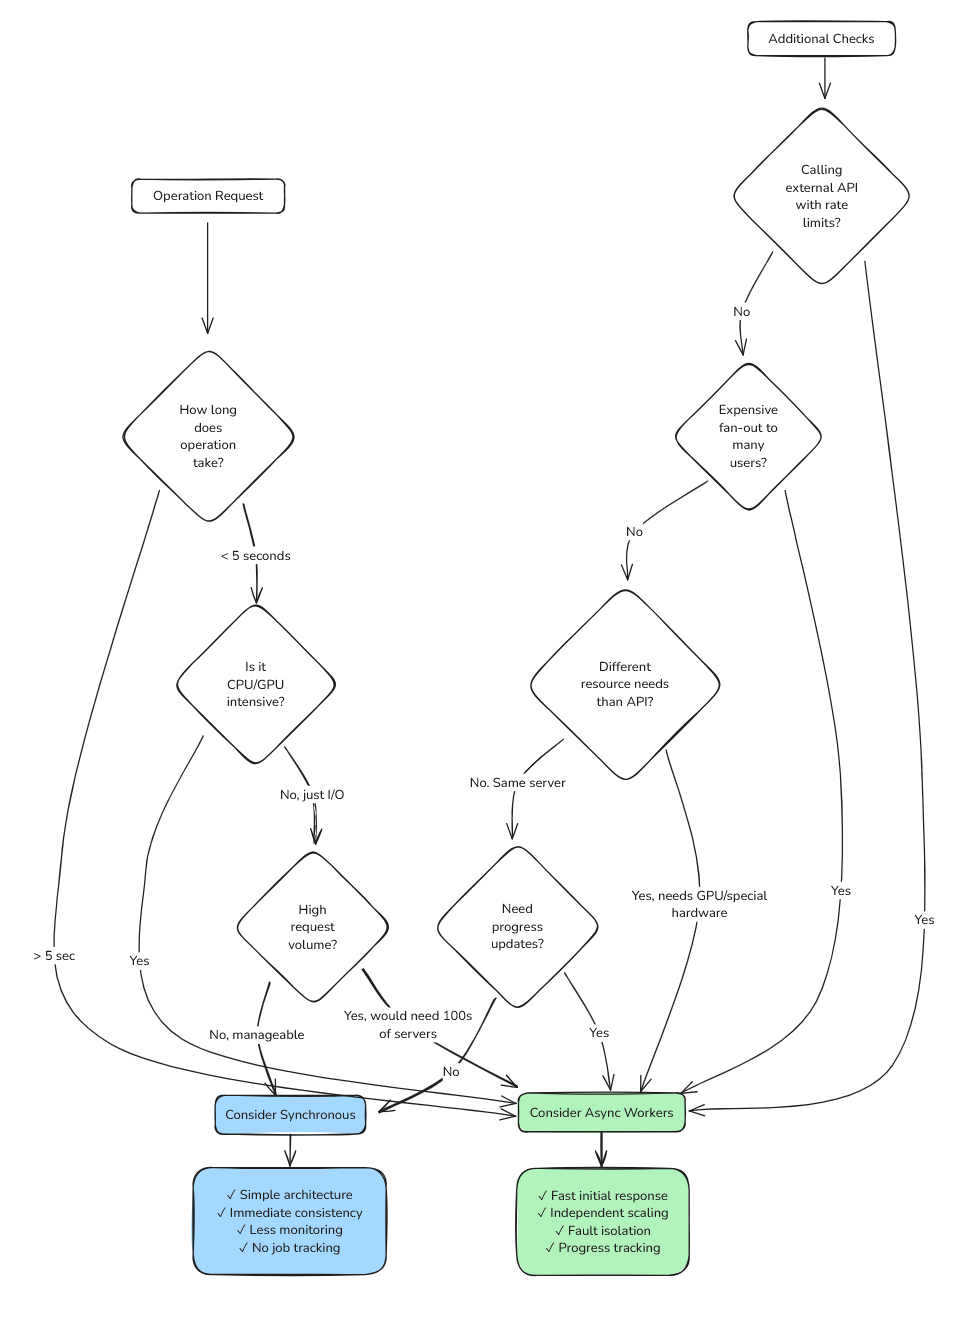 Additional Checks
Calling
external API
with rate
limits?
Operation Request
No
Expensive
fan-out to
many
users?
How long
does
operation
take?
No
< 5 seconds
Is it
CPU/GPU
intensive?
Different
resource needs
than API?
No, just I/O
No. Same server
Yes, needs GPU/special
hardware
Yes
Yes
High
request
volume?
Need
progress
updates?
> 5 sec
Yes
No, manageable
Yes, would need 100s
of servers
Yes
No
Consider Synchronous
Consider Async Workers
✓ Simple architecture
✓ Immediate consistency
✓ Less monitoring
✓ No job tracking
✓ Fast initial response
✓ Independent scaling
✓ Fault isolation
✓ Progress tracking